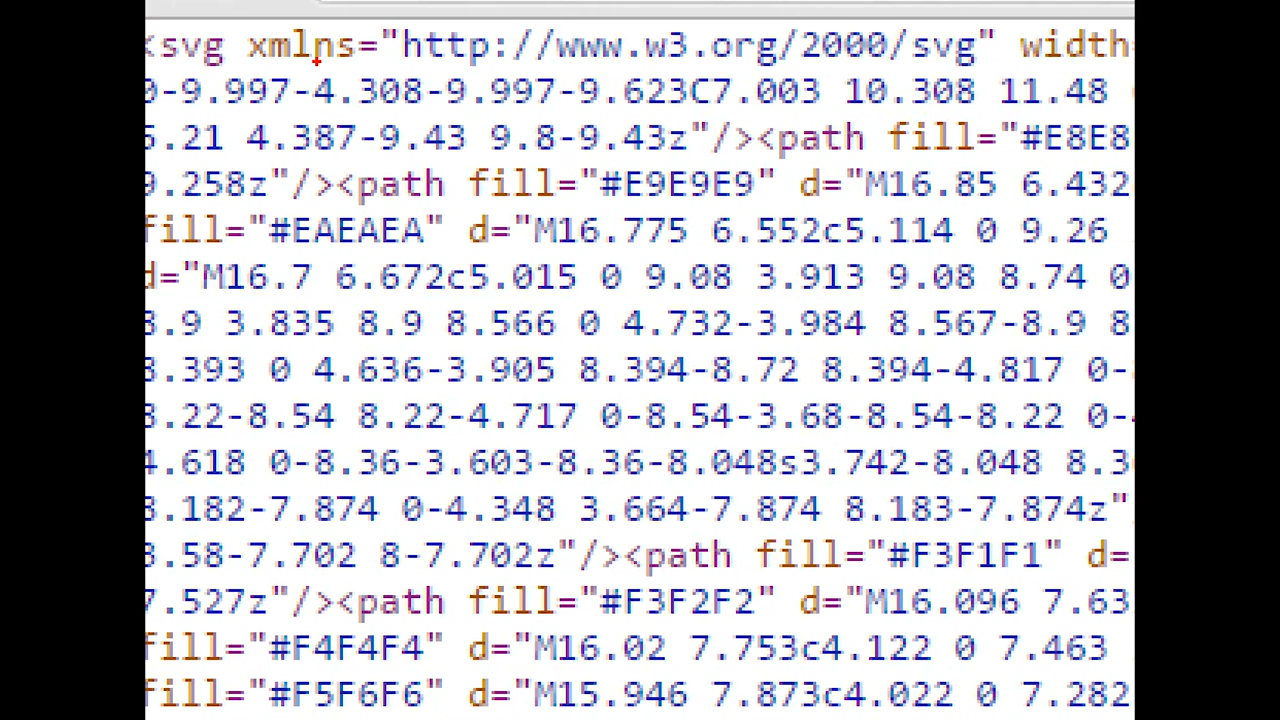 <svg xmlns="http://www.w3.org/2000/svg" width=
0-9.997-4.308-9.997-9.623C7.003 10.308 11.48
5.21 4.387-9.43 9.8-9.43z"/><path fill="#E8E8
9.258z"/><path fill="#E9E9E9" d="M16.85 6.432
fill="#EAEAEA" d="M16.775 6.552c5.114 0 9.26
d="M16.7 6.672c5.015 0 9.08 3.913 9.08 8.74 0
8.9 3.835 8.9 8.566 0 4.732-3.984 8.567-8.9 8
8.393 0 4.636-3.905 8.394-8.72 8.394-4.817 0-
8.22-8.54 8.22-4.717 0-8.54-3.68-8.54-8.22 0-
4.618 0-8.36-3.603-8.36-8.048s3.742-8.048 8.3
8.182-7.874 0-4.348 3.664-7.874 8.183-7.874z"
3.58-7.702 8-7.702z"/><path fill="#F3F1F1" d=
7.527z"/><path fill="#F3F2F2" d="M16.096 7.63
fill="#F4F4F4" d="M16.02 7.753c4.122 0 7.463
fill="#F5F6F6" d="M15.946 7.873c4.022 0 7.282